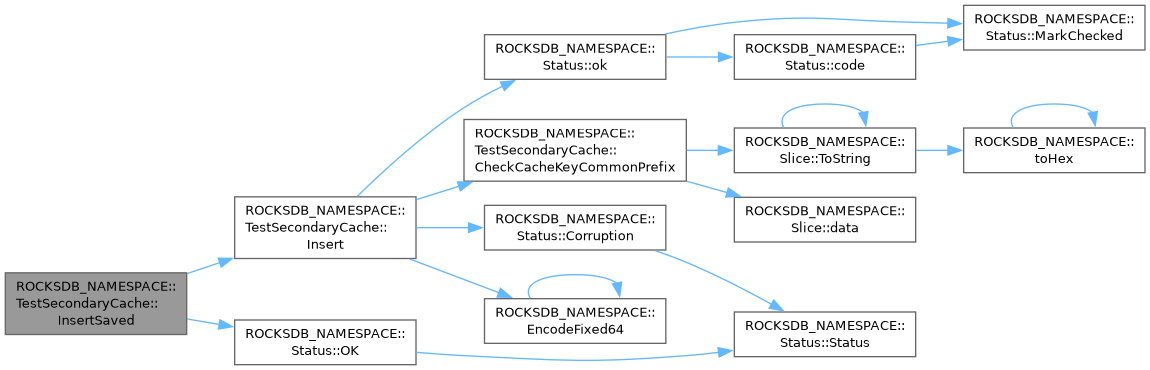 ROCKSDB_NAMESPACE::
TestSecondaryCache::
InsertSaved
ROCKSDB_NAMESPACE::
TestSecondaryCache::
Insert
ROCKSDB_NAMESPACE::
Status::OK
ROCKSDB_NAMESPACE::
Status::ok
ROCKSDB_NAMESPACE::
TestSecondaryCache::
CheckCacheKeyCommonPrefix
ROCKSDB_NAMESPACE::
Status::Corruption
ROCKSDB_NAMESPACE::
EncodeFixed64
ROCKSDB_NAMESPACE::
Status::code
ROCKSDB_NAMESPACE::
Slice::ToString
ROCKSDB_NAMESPACE::
Slice::data
ROCKSDB_NAMESPACE::
Status::Status
ROCKSDB_NAMESPACE::
Status::MarkChecked
ROCKSDB_NAMESPACE::
toHex